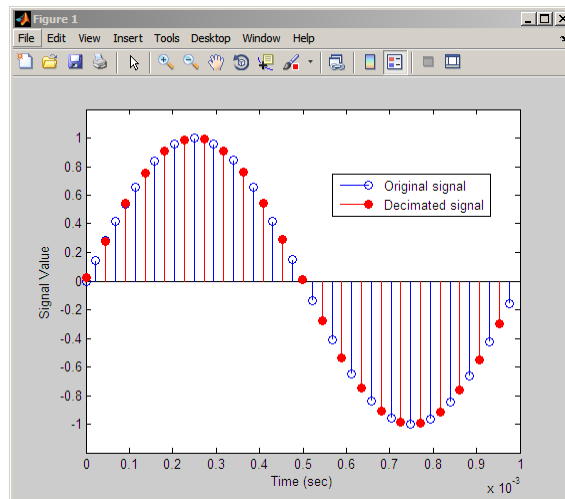 Figure 1
File Edit View Insert Tools Desktop Window Help
1
0.8
0.6
0.4
0.2
0
-0.2
-0.4
-0.6
-0.8
-1
Signal Value
Original signal
Decimated signal
0 0.1 0.2 0.3 0.4 0.5 0.6 0.7 0.8 0.9 1
Time (sec)
x 10⁻³